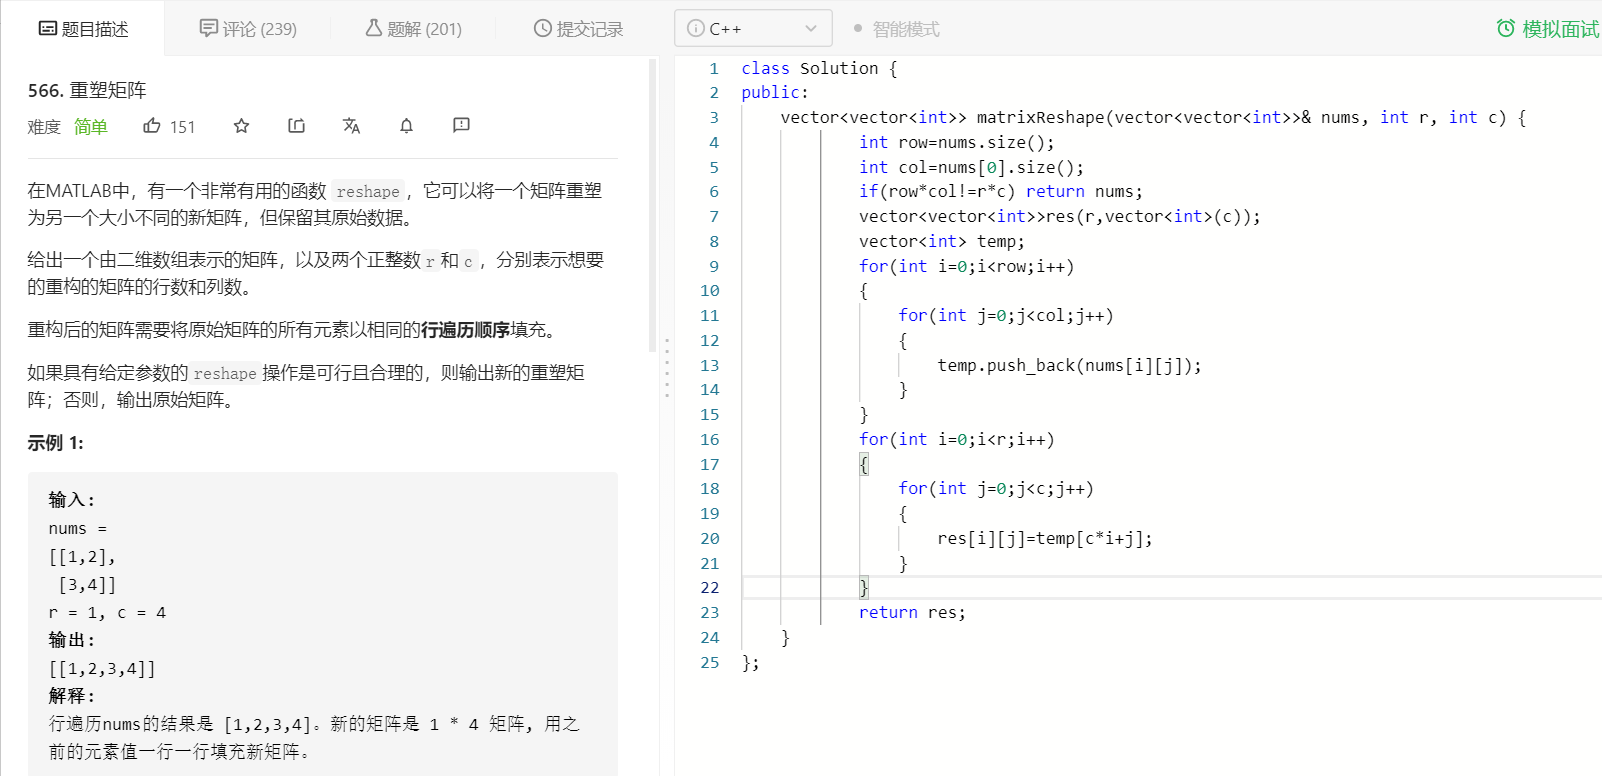 题目描述
评论 (239)
题解 (201)
提交记录
566. 重塑矩阵
难度 简单 151
在MATLAB中，有一个非常有用的函数 reshape，它可以将一个矩阵重塑
为另一个大小不同的新矩阵，但保留其原始数据。
给出一个由二维数组表示的矩阵，以及两个正整数 r 和 c，分别表示想要
的重构的矩阵的行数和列数。
重构后的矩阵需要将原始矩阵的所有元素以相同的行遍历顺序填充。
如果具有给定参数的 reshape 操作是可行且合理的，则输出新的重塑矩
阵；否则，输出原始矩阵。
示例 1:
输入:
nums =
[[1,2],
 [3,4]]
r = 1, c = 4
输出:
[[1,2,3,4]]
解释:
行遍历nums的结果是 [1,2,3,4]。新的矩阵是 1 * 4 矩阵, 用之
前的元素值一行一行填充新矩阵。
C++
智能模式
模拟面试
1 class Solution {
2 public:
3     vector<vector<int>> matrixReshape(vector<vector<int>>& nums, int r, int c) {
4             int row=nums.size();
5             int col=nums[0].size();
6             if(row*col!=r*c) return nums;
7             vector<vector<int>>res(r,vector<int>(c));
8             vector<int> temp;
9             for(int i=0;i<row;i++)
10             {
11                 for(int j=0;j<col;j++)
12                 {
13                     temp.push_back(nums[i][j]);
14                 }
15             }
16             for(int i=0;i<r;i++)
17             {
18                 for(int j=0;j<c;j++)
19                 {
20                     res[i][j]=temp[c*i+j];
21                 }
22             }
23             return res;
24     }
25 };